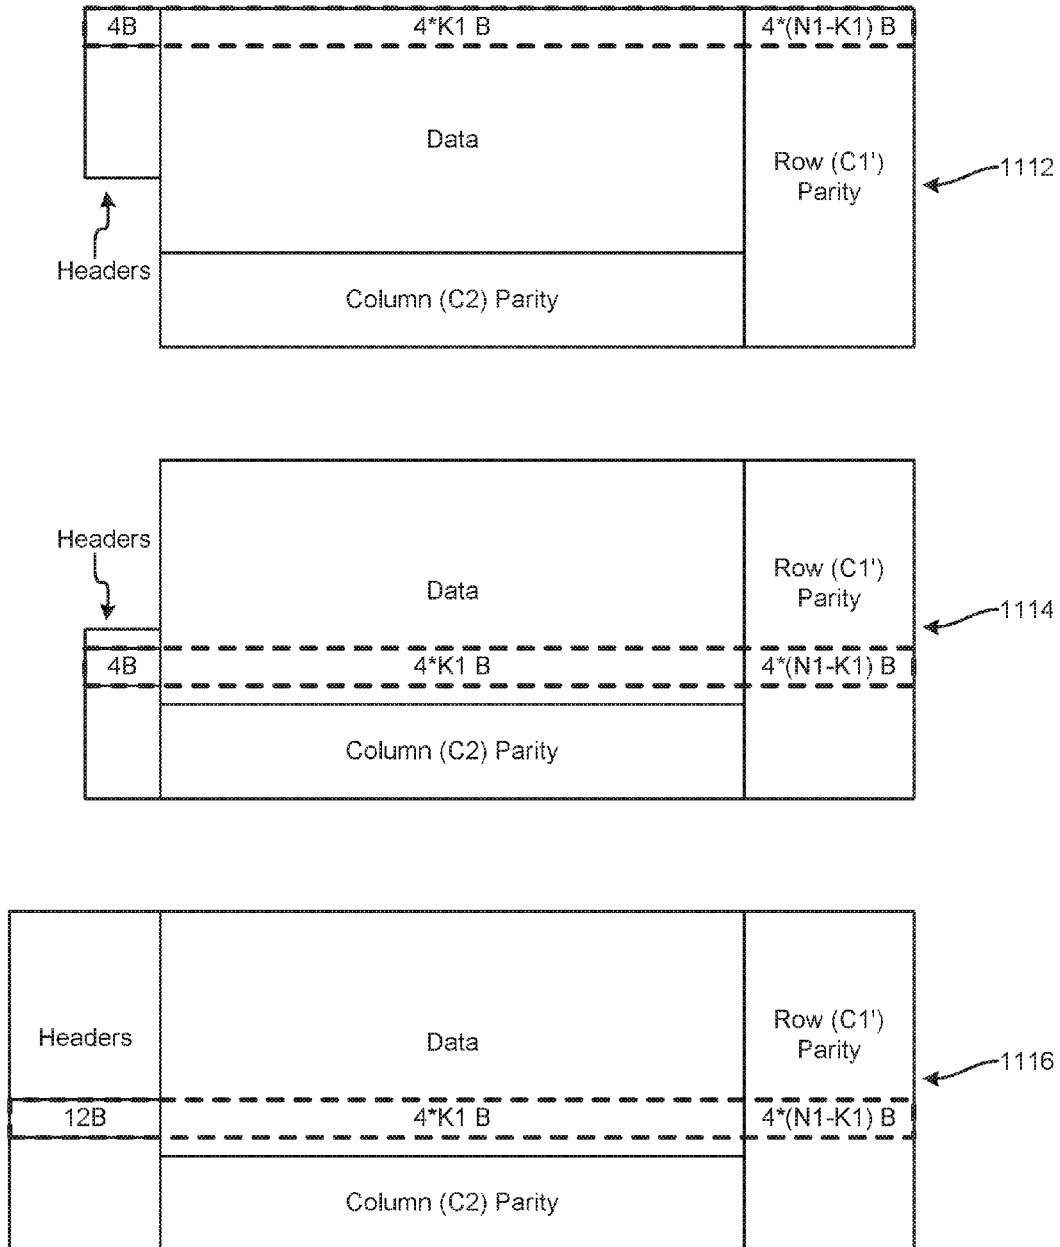 4B 4*K1 B 4*(N1-K1) B
Data
Row (C1')
Parity
1112
Headers
Column (C2) Parity
Headers
Data
Row (C1')
Parity
1114
4B 4*K1 B 4*(N1-K1) B
Column (C2) Parity
Headers
Data
Row (C1')
Parity
1116
12B 4*K1 B 4*(N1-K1) B
Column (C2) Parity